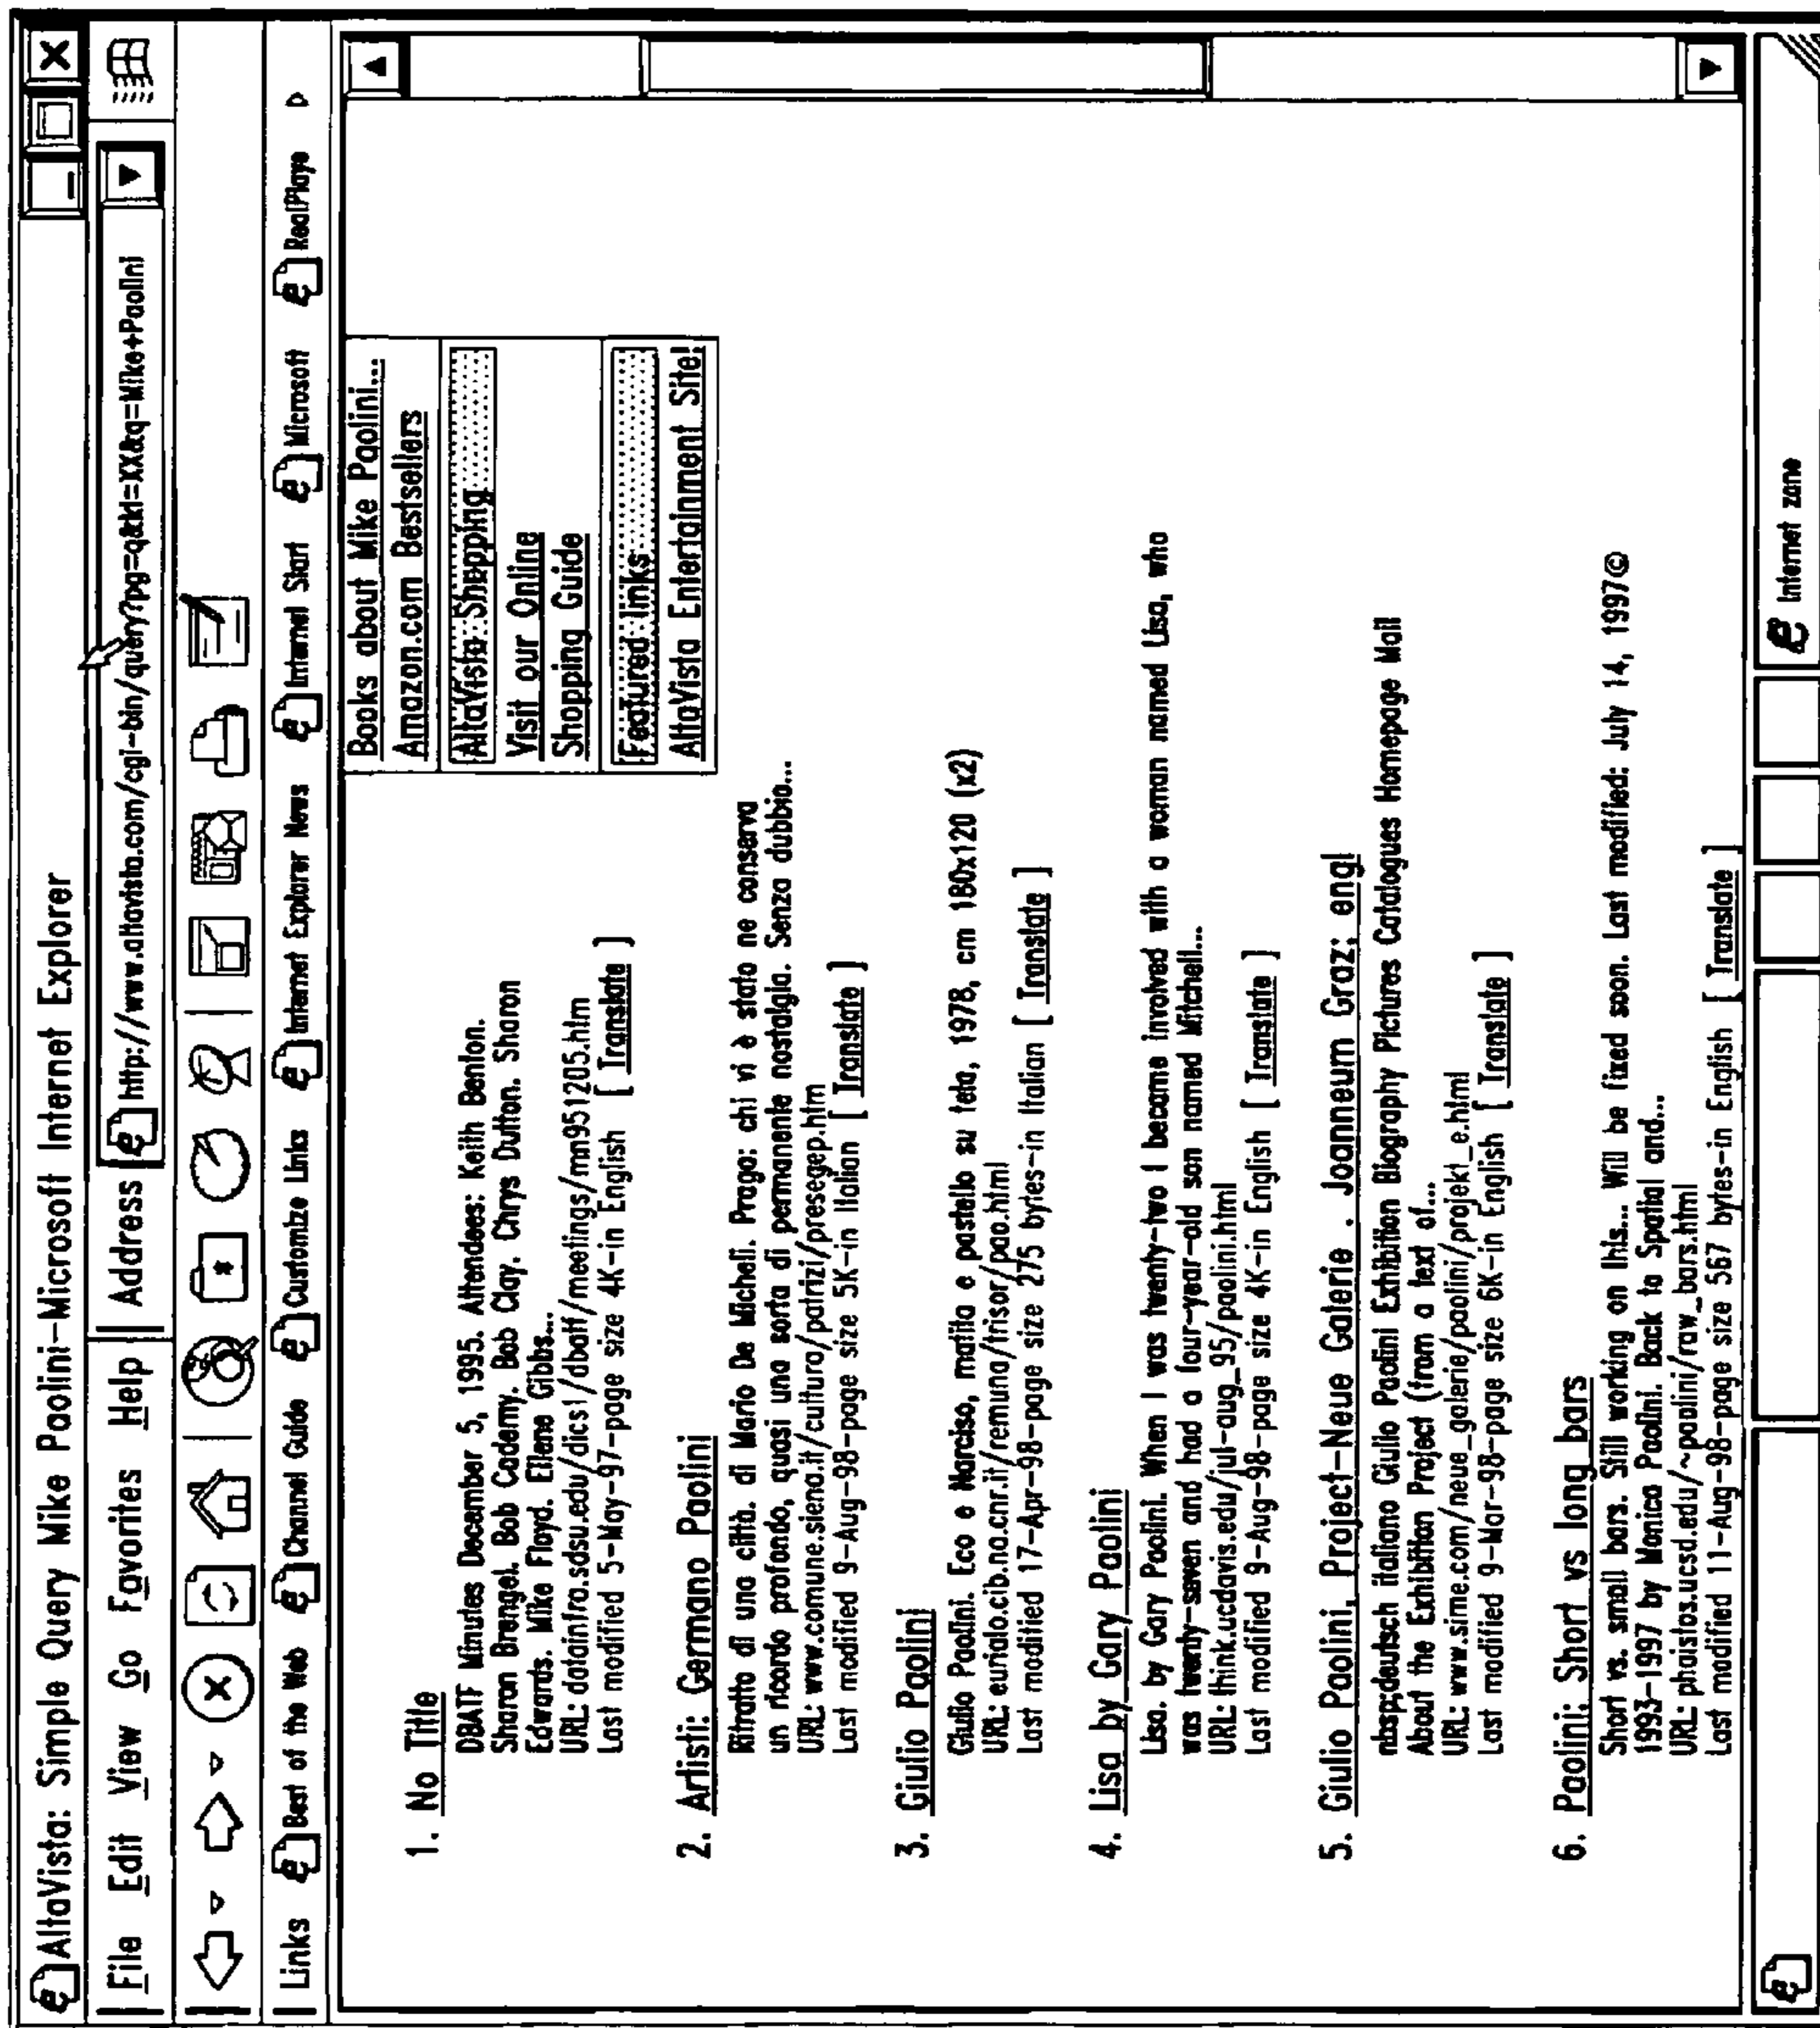 AltaVista: Simple Query Mike Paolini-Microsoft Internet Explorer
File Edit View Go Favorites Help Address http://www.altavista.com/cgi-bin/query?pg=q&kl=XX&q=Mike+Paolini
Links Best of the Web Channel Guide Customize Links Internet Explorer News Internet Start Microsoft RealPlaye
Books about Mike Paolini...
Amazon.com Bestsellers
AltaVista Shopping
Visit our Online
Shopping Guide
Featured links
AltaVista Entertainment Site!
1. No Title
DBATF Minutes December 5, 1995. Attendees: Keith Benton.
Sharon Brengel. Bob Cademy. Bob Clay. Chrys Dutton. Sharon
Edwards. Mike Floyd. Ellene Gibbs...
URL: datainfra.sdsu.edu/dics1/dbatf/meetings/mn951205.htm
Last modified 5-May-97-page size 4K-in English [ Translate ]
2. Artisti: Germano Paolini
Ritratto di una città. di Mario De Micheli. Prago: chi vi è stato ne conserva
un ricordo profondo, quasi una sorta di permanente nostalgia. Senza dubbio...
URL: www.comune.siena.it/cultura/patrizi/presegep.htm
Last modified 9-Aug-98-page size 5K-in Italian [ Translate ]
3. Giulio Paolini
Giulio Paolini. Eco e Narciso, matita e pastello su tela, 1978, cm 180x120 (x2)
URL: eurialo.cib.na.cnr.it/remuna/trisor/pao.html
Last modified 17-Apr-98-page size 275 bytes-in Italian [ Translate ]
4. Lisa by Gary Paolini
Lisa. by Gary Paolini. When I was twenty-two I became involved with a woman named Lisa, who
was twenty-seven and had a four-year-old son named Mitchell...
URL: think.ucdavis.edu/jul-aug_95/paolini.html
Last modified 9-Aug-98-page size 4K-in English [ Translate ]
5. Giulio Paolini, Project-Neue Galerie . Joanneum Graz; engl
nbsp;deutsch italiano Giulio Paolini Exhibition Biography Pictures Catalogues Homepage Mail
About the Exhibition Project (from a text of...
URL: www.sime.com/neue_galerie/paolini/projekt_e.html
Last modified 9-Mar-98-page size 6K-in English [ Translate ]
6. Paolini: Short vs long bars
Short vs. small bars. Still working on this... Will be fixed soon. Last modified: July 14, 1997©
1993-1997 by Monica Paolini. Back to Spatial and...
URL: phaistos.ucsd.edu/~paolini/raw_bars.html
Last modified 11-Aug-98-page size 567 bytes-in English [ Translate ]
Internet zone